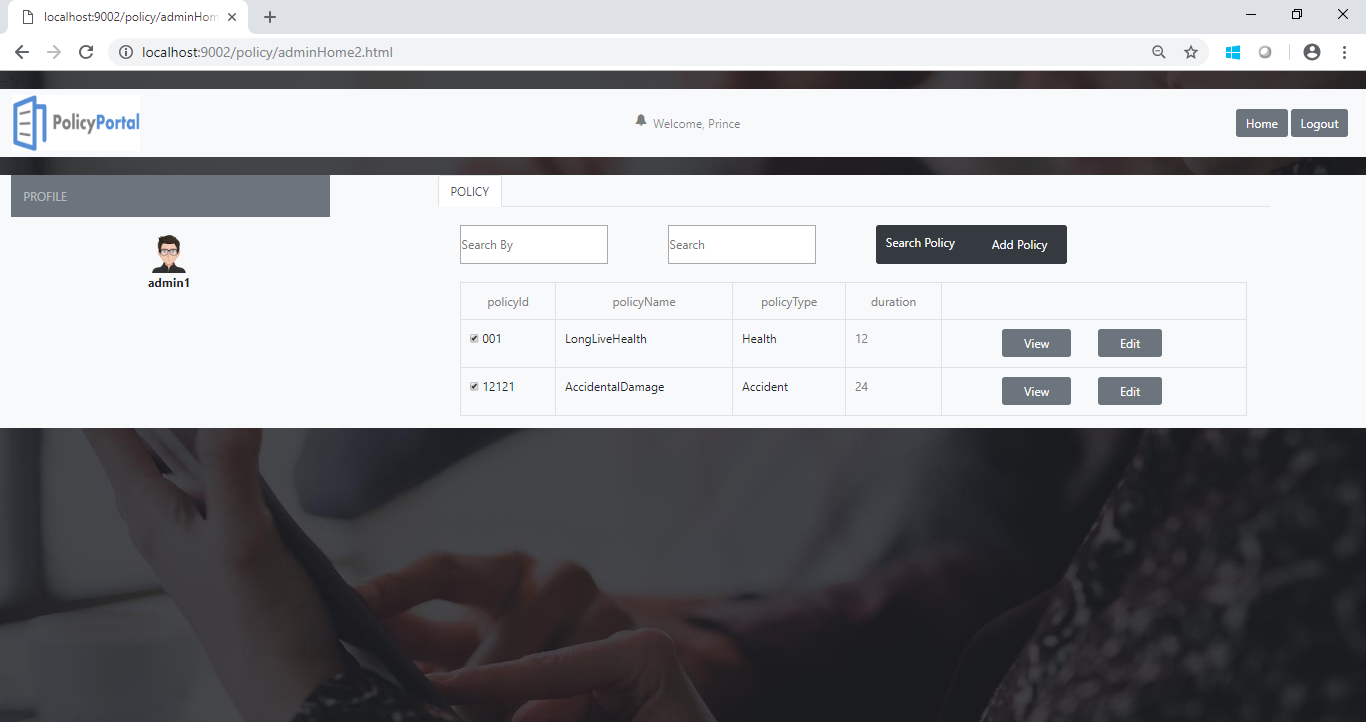 localhost:9002/policy/adminHom
localhost:9002/policy/adminHome2.html
PolicyPortal
Welcome, Prince
Home
Logout
PROFILE
admin1
POLICY
Search By
Search
Search Policy
Add Policy
policyId policyName policyType duration
001 LongLiveHealth Health 12 View Edit
12121 AccidentalDamage Accident 24 View Edit